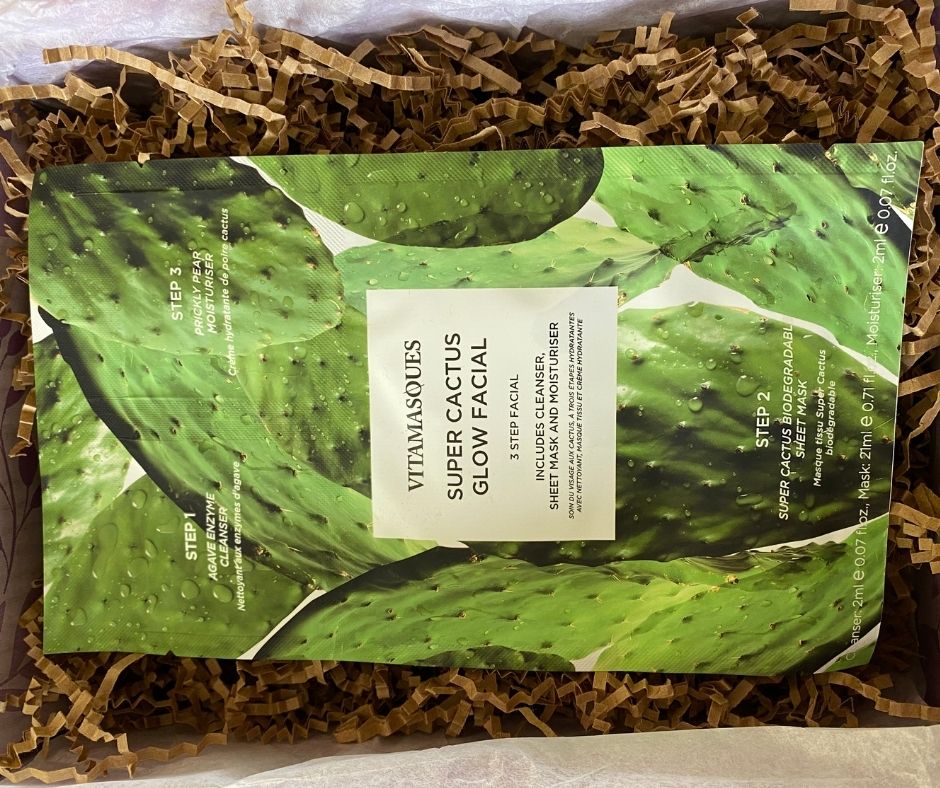 STEP 1
AGAVE ENZYME
CLEANSER
Nettoyant aux enzymes d'agave
STEP 3
PRICKLY PEAR
MOISTURISER
Crème hydratante de poire cactus
VITAMASQUES
SUPER CACTUS
GLOW FACIAL
3 STEP FACIAL
INCLUDES CLEANSER,
SHEET MASK AND MOISTURISER
SOIN DU VISAGE AUX CACTUS, À TROIS ÉTAPES HYDRATANTES
AVEC NETTOYANT, MASQUE TISSU ET CRÈME HYDRATANTE
STEP 2
SUPER CACTUS BIODEGRADABL
SHEET MASK
Masque tissu Super Cactus
biodégradable
Cleanser: 2ml e 0.07 fl.oz., Mask: 21ml e 0.71 fl.oz., Moisturiser: 2ml e 0.07 fl.oz.